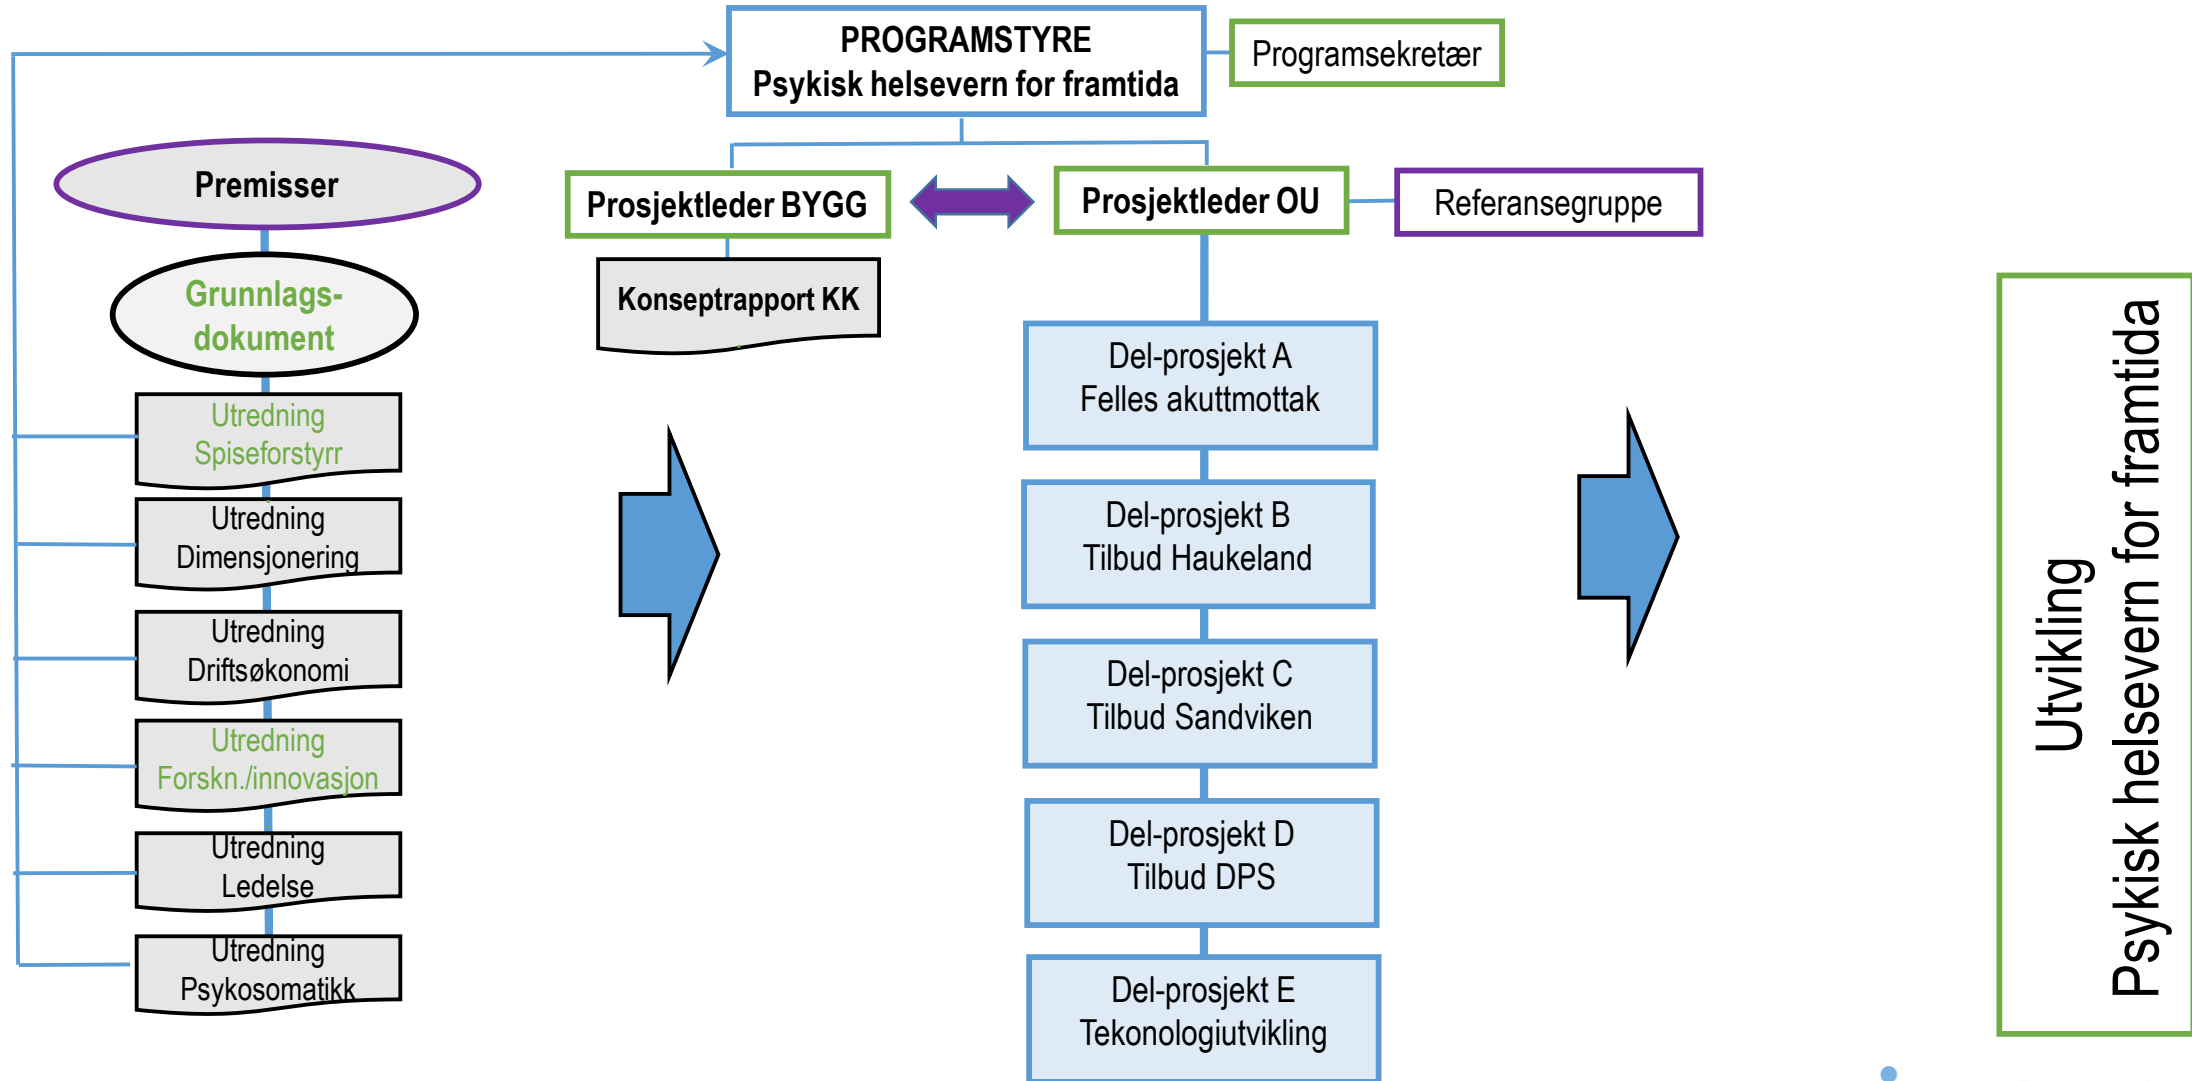 PROGRAMSTYRE
Psykisk helsevern for framtida
Programsekretær
Premisser
Grunnlags-
dokument
Utredning
Spiseforstyrr
Utredning
Dimensjonering
Utredning
Driftsøkonomi
Utredning
Forskn./innovasjon
Utredning
Ledelse
Utredning
Psykosomatikk
Prosjektleder BYGG
Konseptrapport KK
Prosjektleder OU
Referansegruppe
Del-prosjekt A
Felles akuttmottak
Del-prosjekt B
Tilbud Haukeland
Del-prosjekt C
Tilbud Sandviken
Del-prosjekt D
Tilbud DPS
Del-prosjekt E
Tekonologiutvikling
Utvikling
Psykisk helsevern for framtida